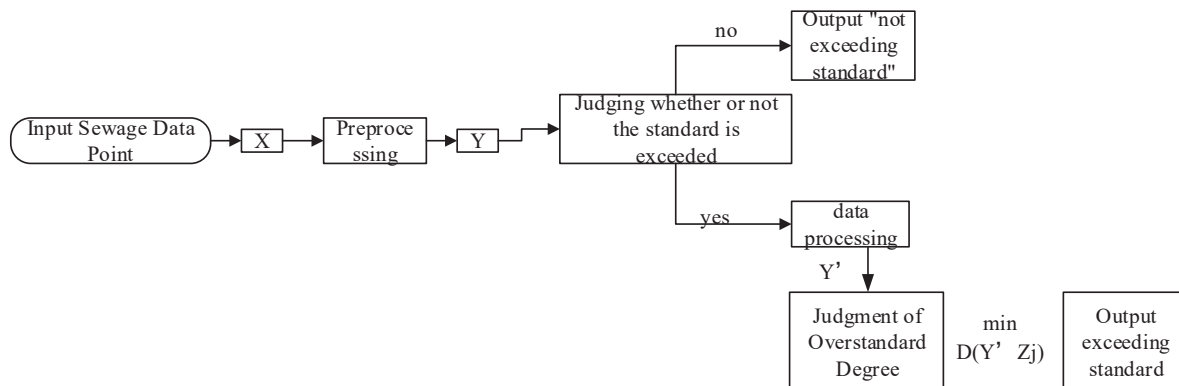 Input Sewage Data
Point
X
Preproce
ssing
Y
Judging whether or not
the standard is
exceeded
no
Output "not
exceeding
standard"
yes
data
processing
Y’
Judgment of
Overstandard
Degree
min
D(Y’ Zj)
Output
exceeding
standard